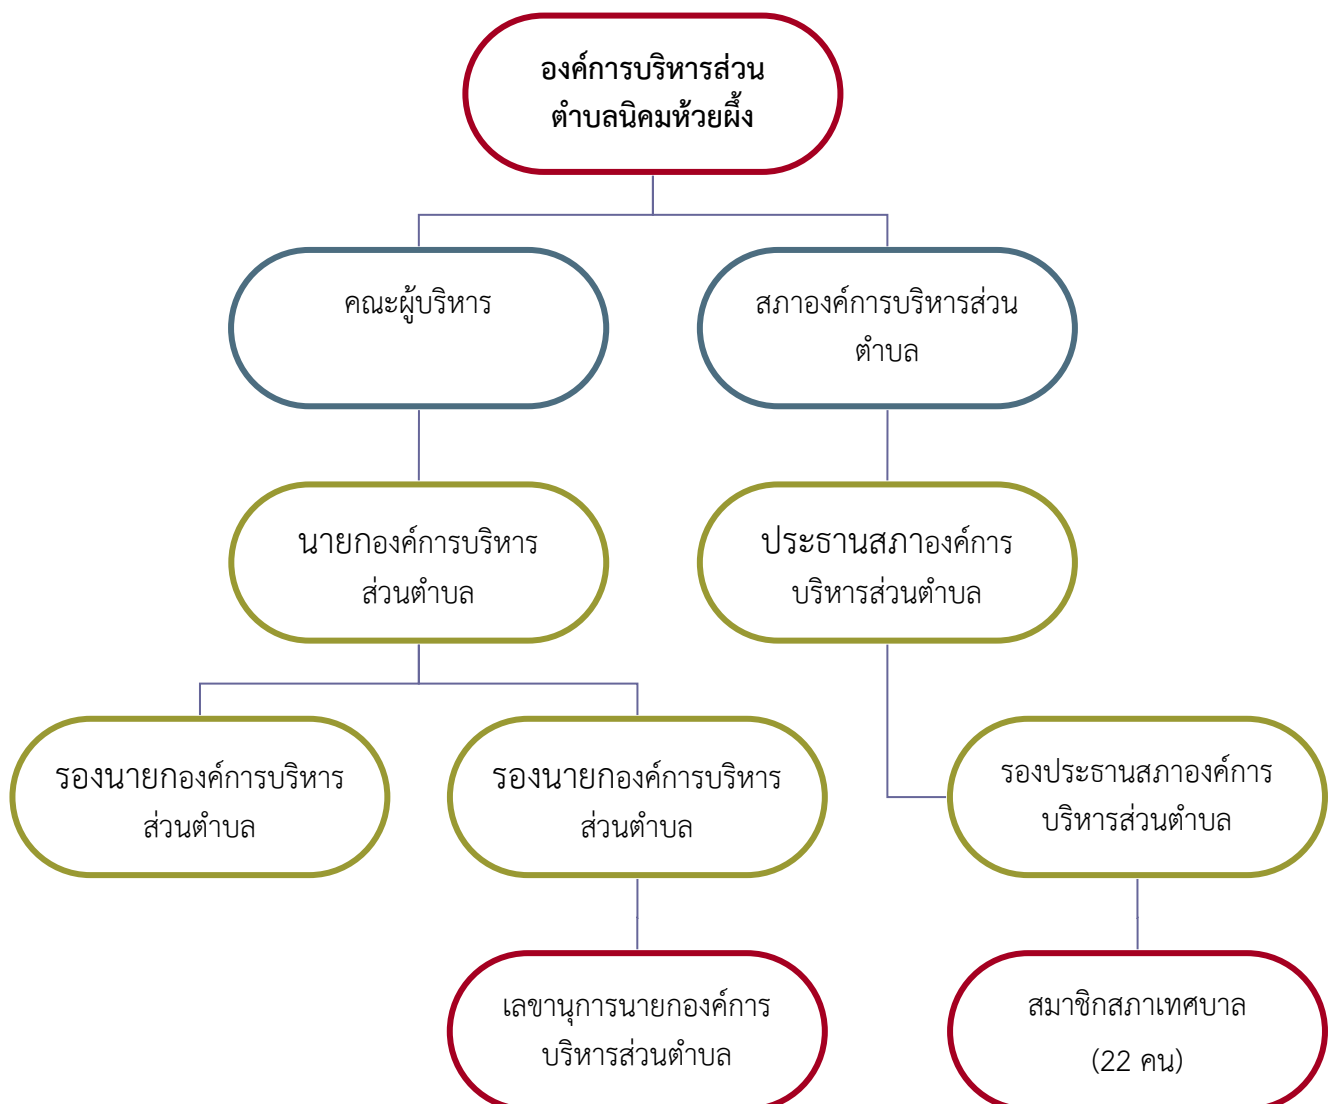 องค์การบริหารส่วน
ตำบลนิคมห้วยผึ้ง
คณะผู้บริหาร
สภาองค์การบริหารส่วน
ตำบล
นายกองค์การบริหาร
ส่วนตำบล
ประธานสภาองค์การ
บริหารส่วนตำบล
รองนายกองค์การบริหาร
ส่วนตำบล
รองนายกองค์การบริหาร
ส่วนตำบล
รองประธานสภาองค์การ
บริหารส่วนตำบล
เลขานุการนายกองค์การ
บริหารส่วนตำบล
สมาชิกสภาเทศบาล
(22 คน)